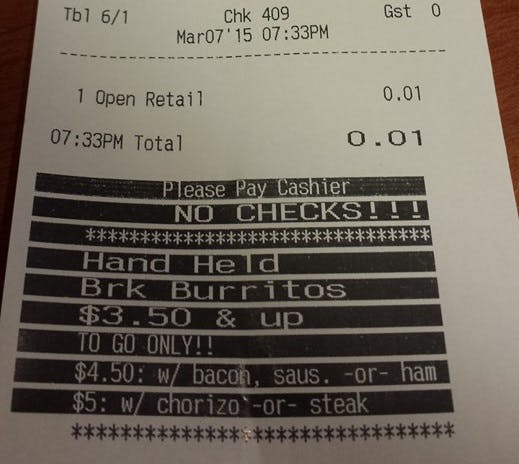 Tbl 6/1 Chk 409 Gst 0
Mar07'15 07:33PM
--------------------------------------
1 Open Retail 0.01
07:33PM Total 0.01
Please Pay Cashier
NO CHECKS!!!
**********************************
Hand Held
Brk Burritos
$3.50 & up
TO GO ONLY!!
$4.50: w/ bacon, saus. -or- ham
$5: w/ chorizo -or- steak
**********************************